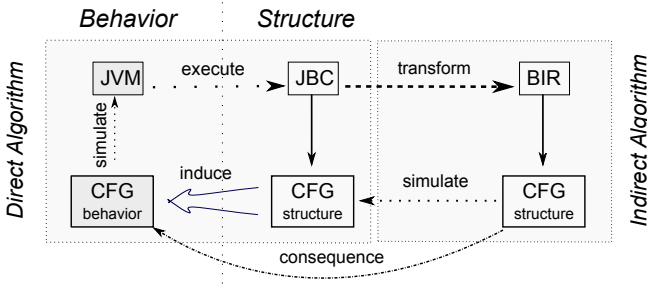 Behavior
Structure
Direct Algorithm
Indirect Algorithm
JVM
execute
JBC
transform
BIR
simulate
induce
simulate
CFG
behavior
CFG
structure
CFG
structure
consequence